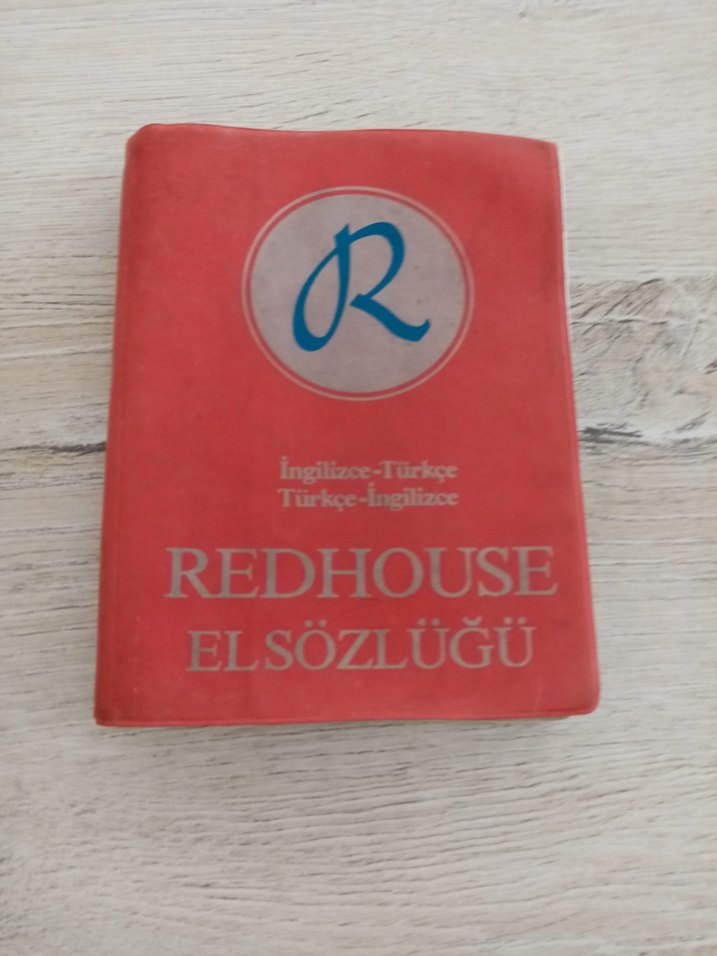 R
İngilizce-Türkçe
Türkçe-İngilizce
REDHOUSE
EL SÖZLÜĞÜ